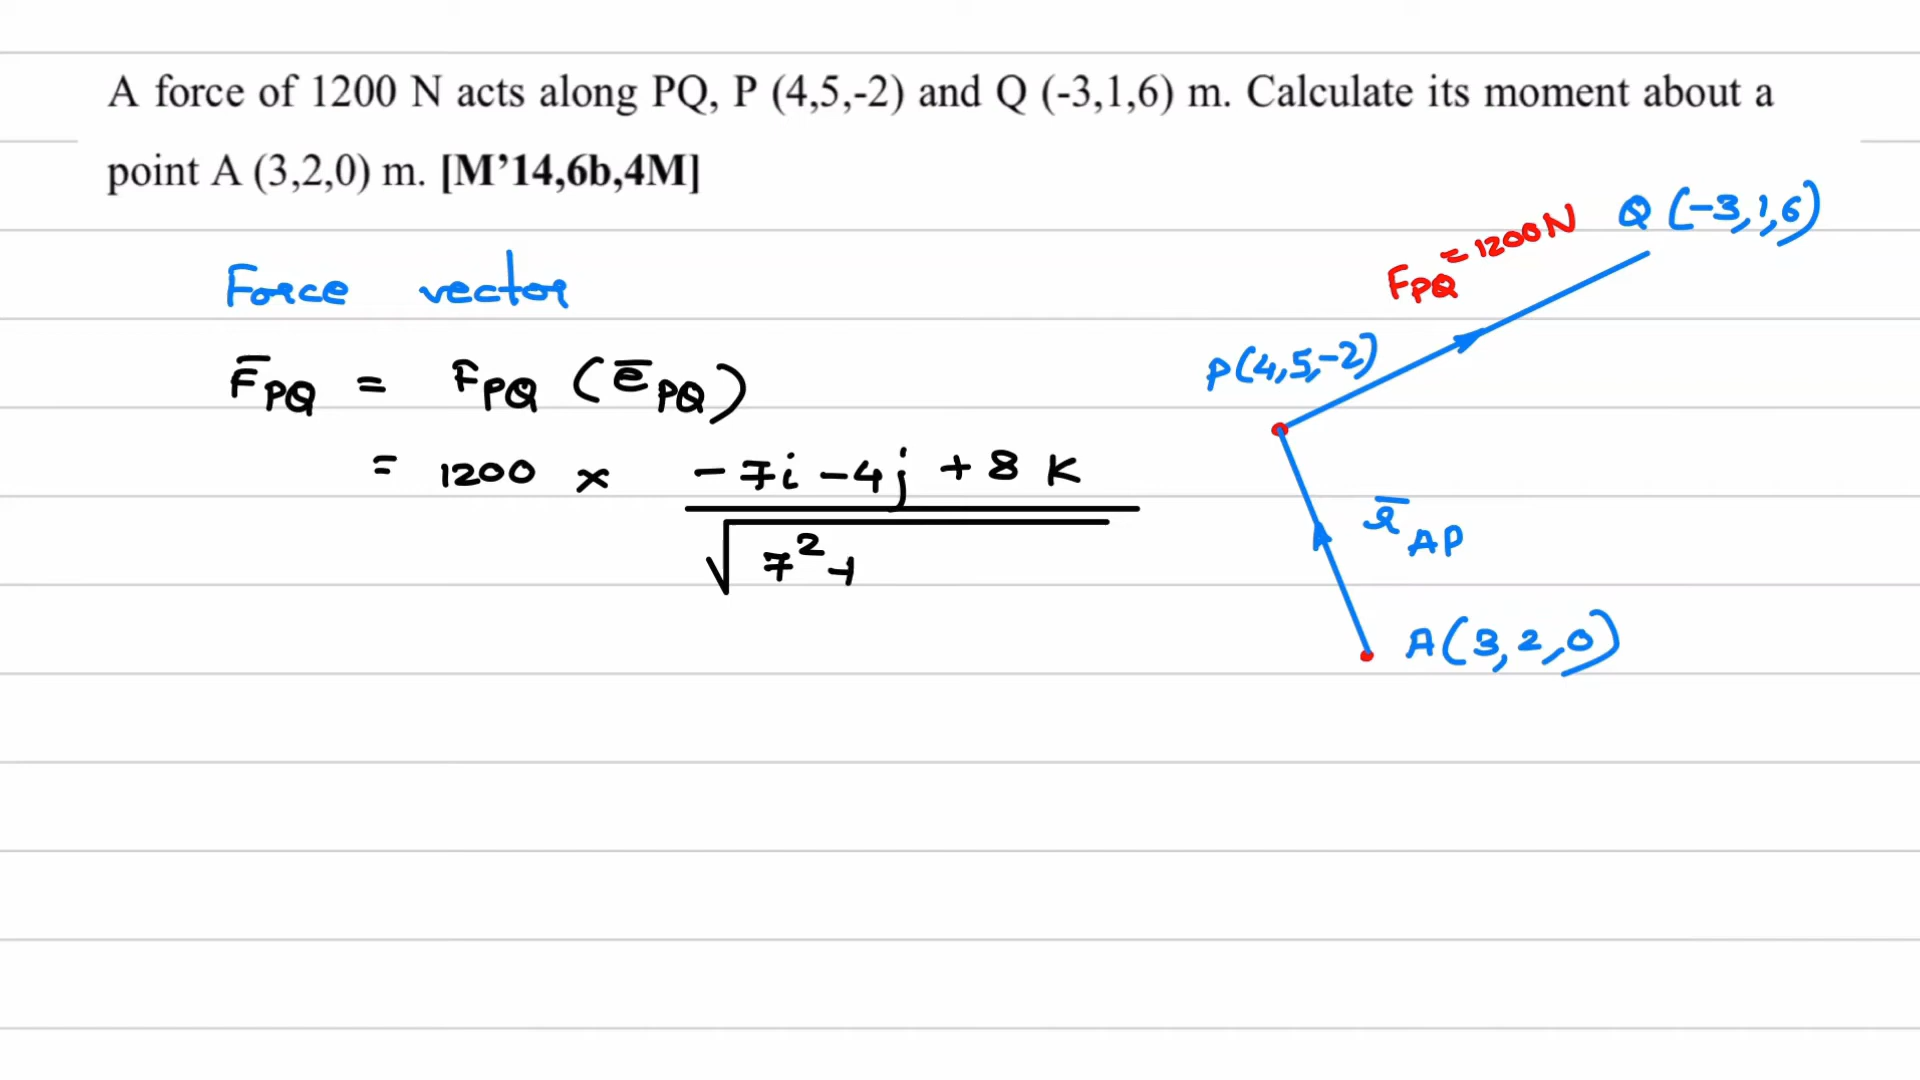 A force of 1200 N acts along PQ, P (4,5,-2) and Q (-3,1,6) m. Calculate its moment about a
point A (3,2,0) m. [M’14,6b,4M]
Force vector
F̄PQ = FPQ (ēPQ)
= 1200 × -7i -4j + 8 K
√7² +
Q (-3,1,6)
FPQ = 1200N
P(4,5,-2)
r̄AP
A(3,2,0)